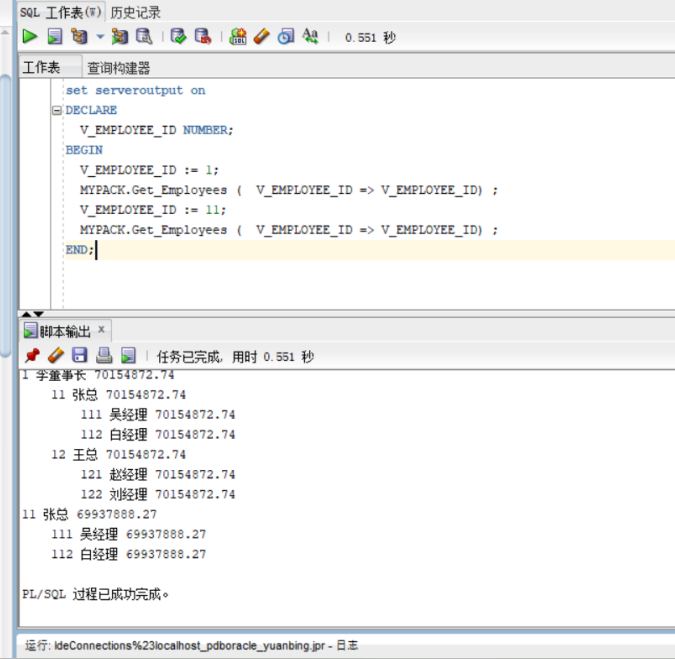 SQL 工作表(W) 历史记录
0.551 秒
工作表 查询构建器
set serveroutput on
DECLARE
V_EMPLOYEE_ID NUMBER;
BEGIN
V_EMPLOYEE_ID := 1;
MYPACK.Get_Employees (  V_EMPLOYEE_ID => V_EMPLOYEE_ID) ;
V_EMPLOYEE_ID := 11;
MYPACK.Get_Employees (  V_EMPLOYEE_ID => V_EMPLOYEE_ID) ;
END;
脚本输出 x
任务已完成, 用时 0.551 秒
1 李董事长 70154872.74
11 张总 70154872.74
111 吴经理 70154872.74
112 白经理 70154872.74
12 王总 70154872.74
121 赵经理 70154872.74
122 刘经理 70154872.74
11 张总 69937888.27
111 吴经理 69937888.27
112 白经理 69937888.27
PL/SQL 过程已成功完成。
运行: IdeConnections%23localhost_pdboracle_yuanbing.jpr - 日志